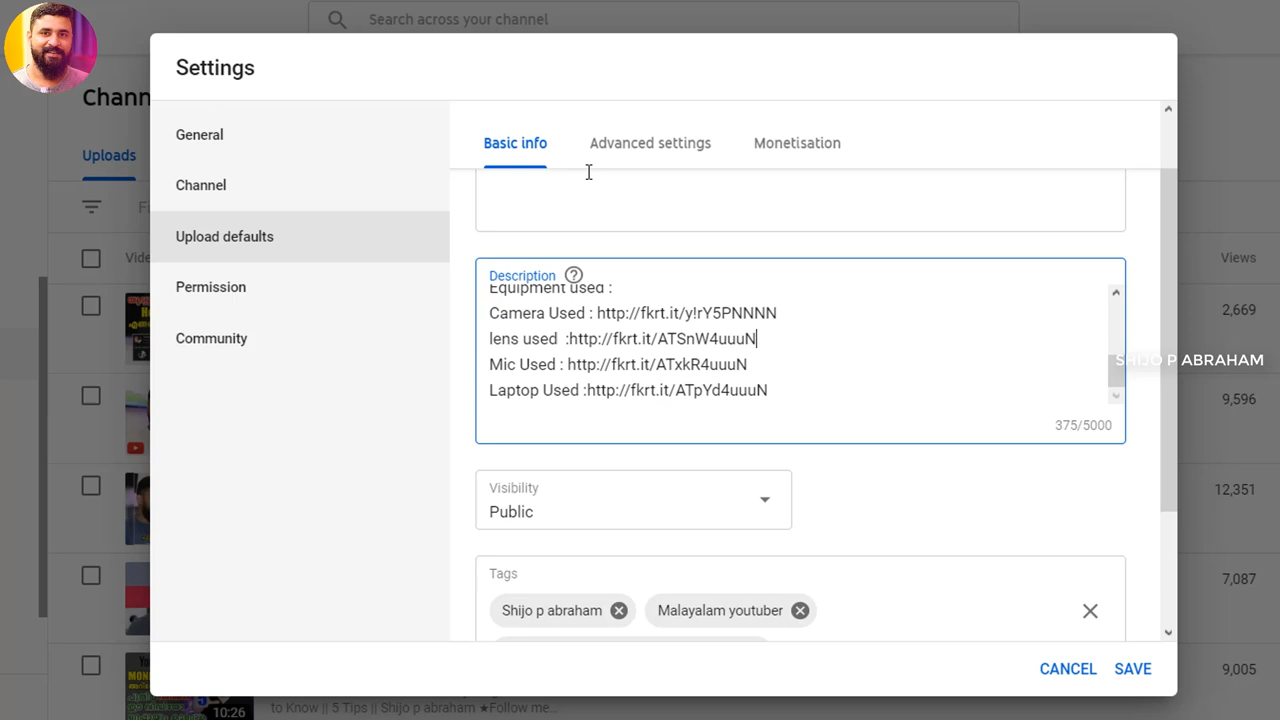 Search across your channel
Settings
Chann
General
Basic info
Advanced settings
Monetisation
Uploads
Channel
Upload defaults
Vide
Views
Description
Equipment used :
Permission
Camera Used : http://fkrt.it/y!rY5PNNNN
2,669
Community
lens used :http://fkrt.it/ATSnW4uuuN
SHIJO P ABRAHAM
Mic Used : http://fkrt.it/ATxkR4uuuN
Laptop Used :http://fkrt.it/ATpYd4uuuN
9,596
375/5000
Visibility
Public
12,351
Tags
7,087
Shijo p abraham
Malayalam youtuber
CANCEL
SAVE
9,005
10:26
to Know || 5 Tips || Shijo p abraham ★Follow me...